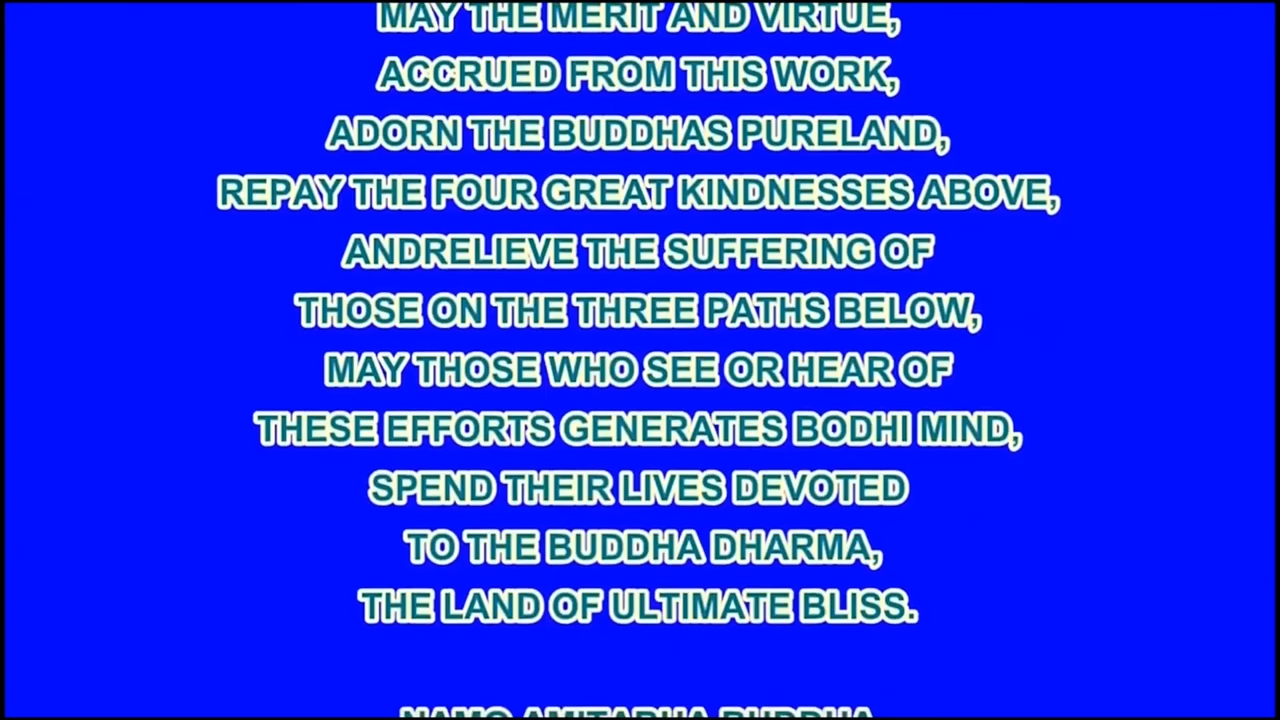 MAY THE MERIT AND VIRTUE,
ACCRUED FROM THIS WORK,
ADORN THE BUDDHAS PURELAND,
REPAY THE FOUR GREAT KINDNESSES ABOVE,
ANDRELIEVE THE SUFFERING OF
THOSE ON THE THREE PATHS BELOW,
MAY THOSE WHO SEE OR HEAR OF
THESE EFFORTS GENERATES BODHI MIND,
SPEND THEIR LIVES DEVOTED
TO THE BUDDHA DHARMA,
THE LAND OF ULTIMATE BLISS.
NAMO AMITABHA BUDDHA